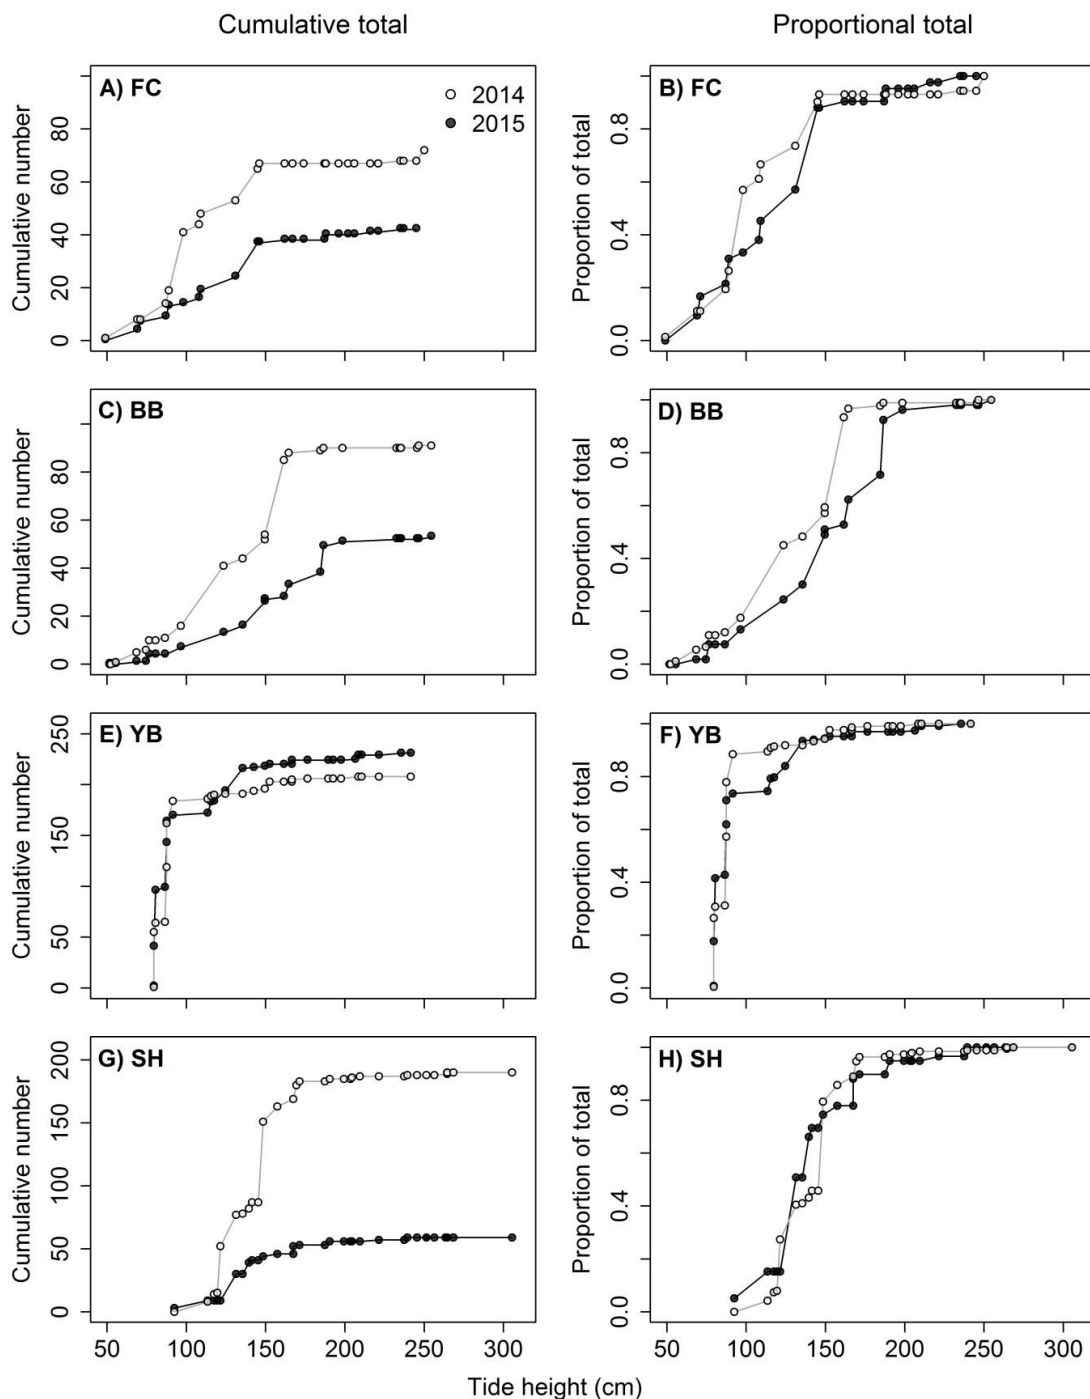 Cumulative total
Proportional total
A) FC
2014
2015
Cumulative number
0 20 40 60 80
B) FC
Proportion of total
0.0 0.4 0.8
C) BB
Cumulative number
0 20 40 60 80
D) BB
Proportion of total
0.0 0.4 0.8
E) YB
Cumulative number
0 50 150 250
F) YB
Proportion of total
0.0 0.4 0.8
G) SH
Cumulative number
0 50 100 150 200
H) SH
Proportion of total
0.0 0.4 0.8
50 100 150 200 250 300
50 100 150 200 250 300
Tide height (cm)